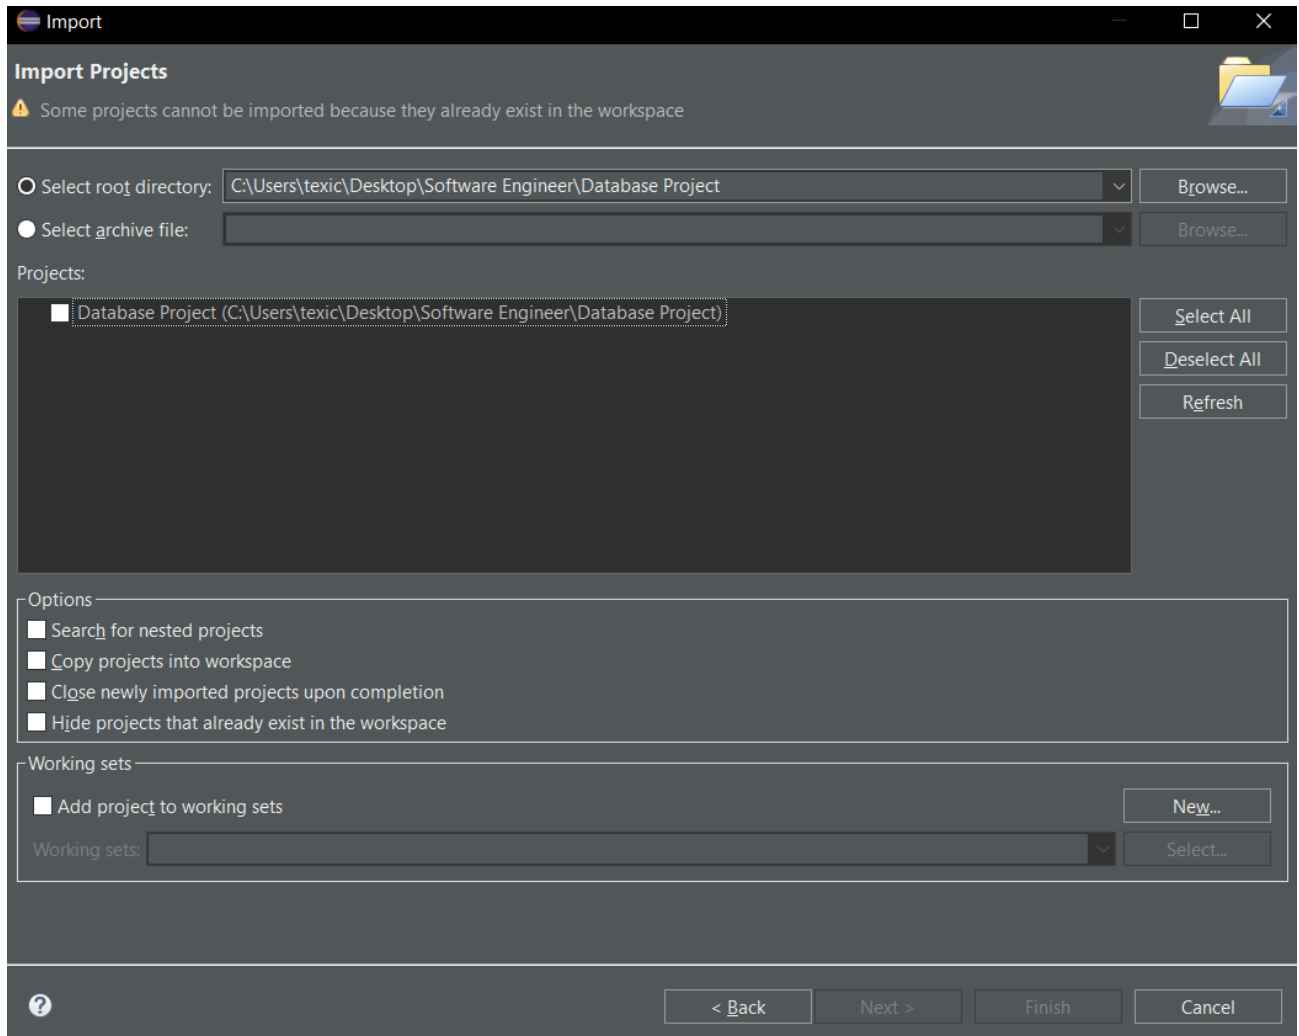 Import
Import Projects
Some projects cannot be imported because they already exist in the workspace
Select root directory: C:\Users\texic\Desktop\Software Engineer\Database Project Browse...
Select archive file: Browse...
Projects:
Database Project (C:\Users\texic\Desktop\Software Engineer\Database Project)
Select All
Deselect All
Refresh
Options
Search for nested projects
Copy projects into workspace
Close newly imported projects upon completion
Hide projects that already exist in the workspace
Working sets
Add project to working sets New...
Working sets: Select...
? < Back Next > Finish Cancel